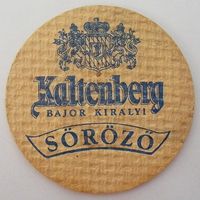 Kaltenberg
BAJOR KIRÁLYI
SÖRÖZŐ